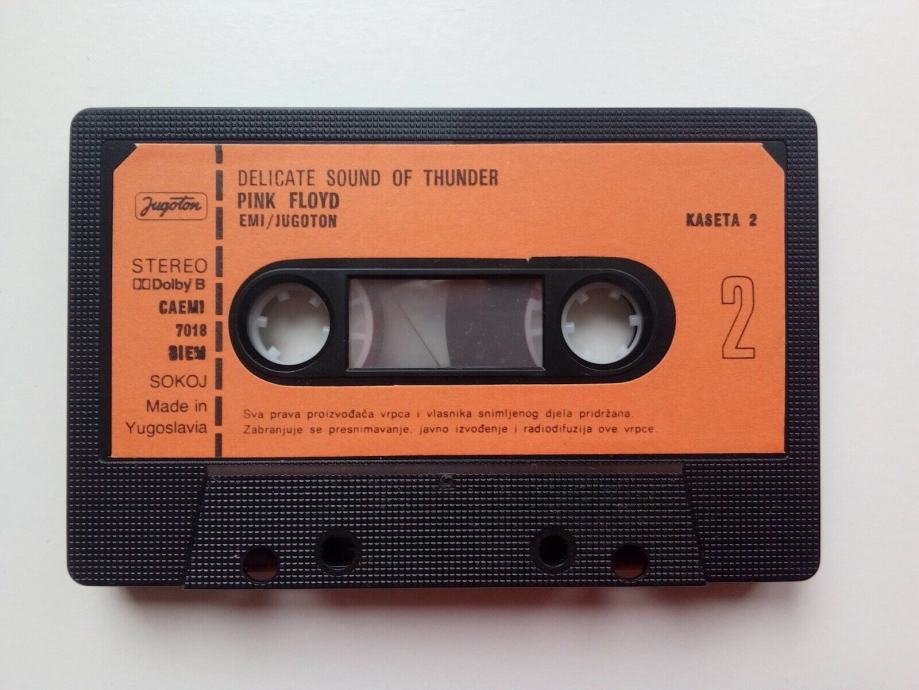 DELICATE SOUND OF THUNDER
PINK FLOYD
EMI/JUGOTON
KASETA 2
Jugoton
STEREO
Dolby B
CAEMI
7018
BIEM
SOKOJ
Made in
Yugoslavia
2
Sva prava proizvođača vrpca i vlasnika snimljenog djela pridržana.
Zabranjuje se presnimavanje, javno izvođenje i radiodifuzija ove vrpce.